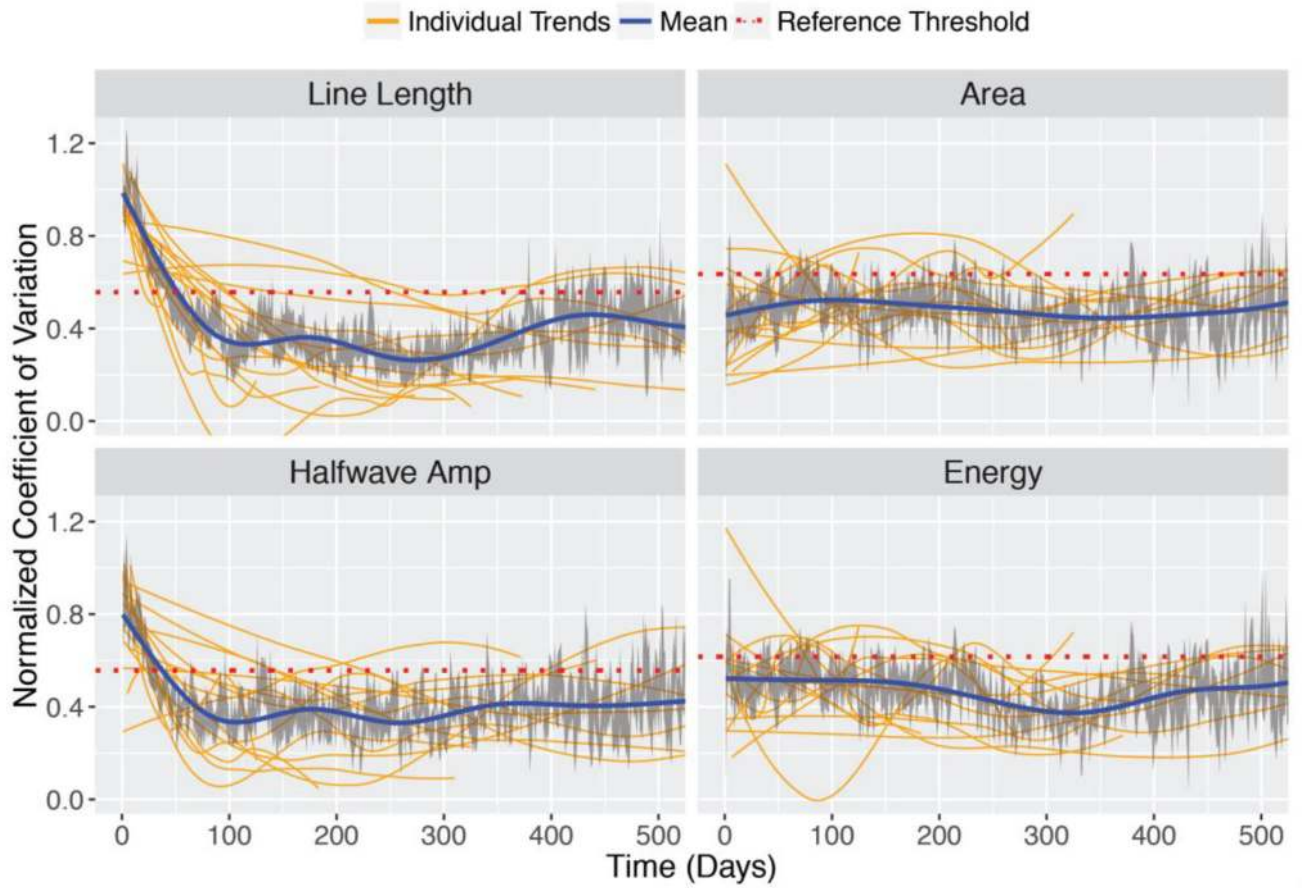 Individual Trends Mean Reference Threshold
Line Length Area
1.2
0.8
0.4
0.0
Halfwave Amp Energy
1.2
0.8
0.4
0.0
Normalized Coefficient of Variation
0 100 200 300 400 500 0 100 200 300 400 500
Time (Days)